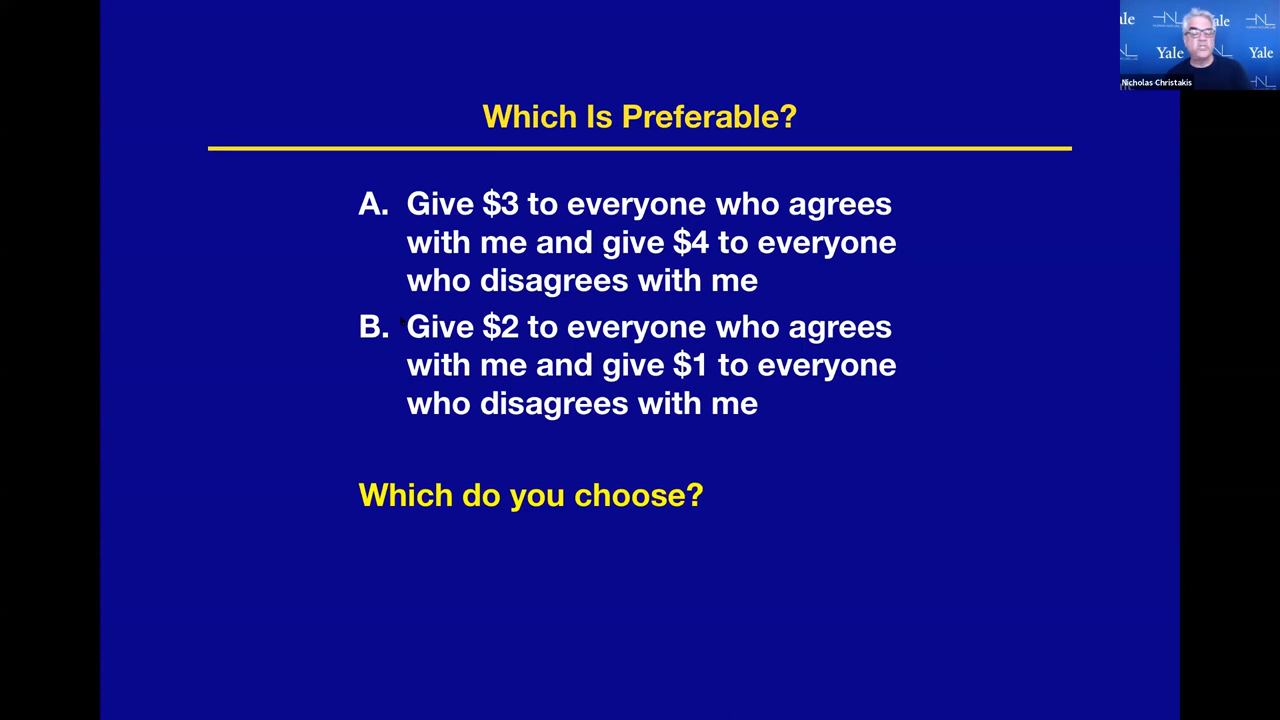 Which Is Preferable?
A. Give $3 to everyone who agrees
with me and give $4 to everyone
who disagrees with me
B. Give $2 to everyone who agrees
with me and give $1 to everyone
who disagrees with me
Which do you choose?
Yale
Yale
Nicholas Christakis